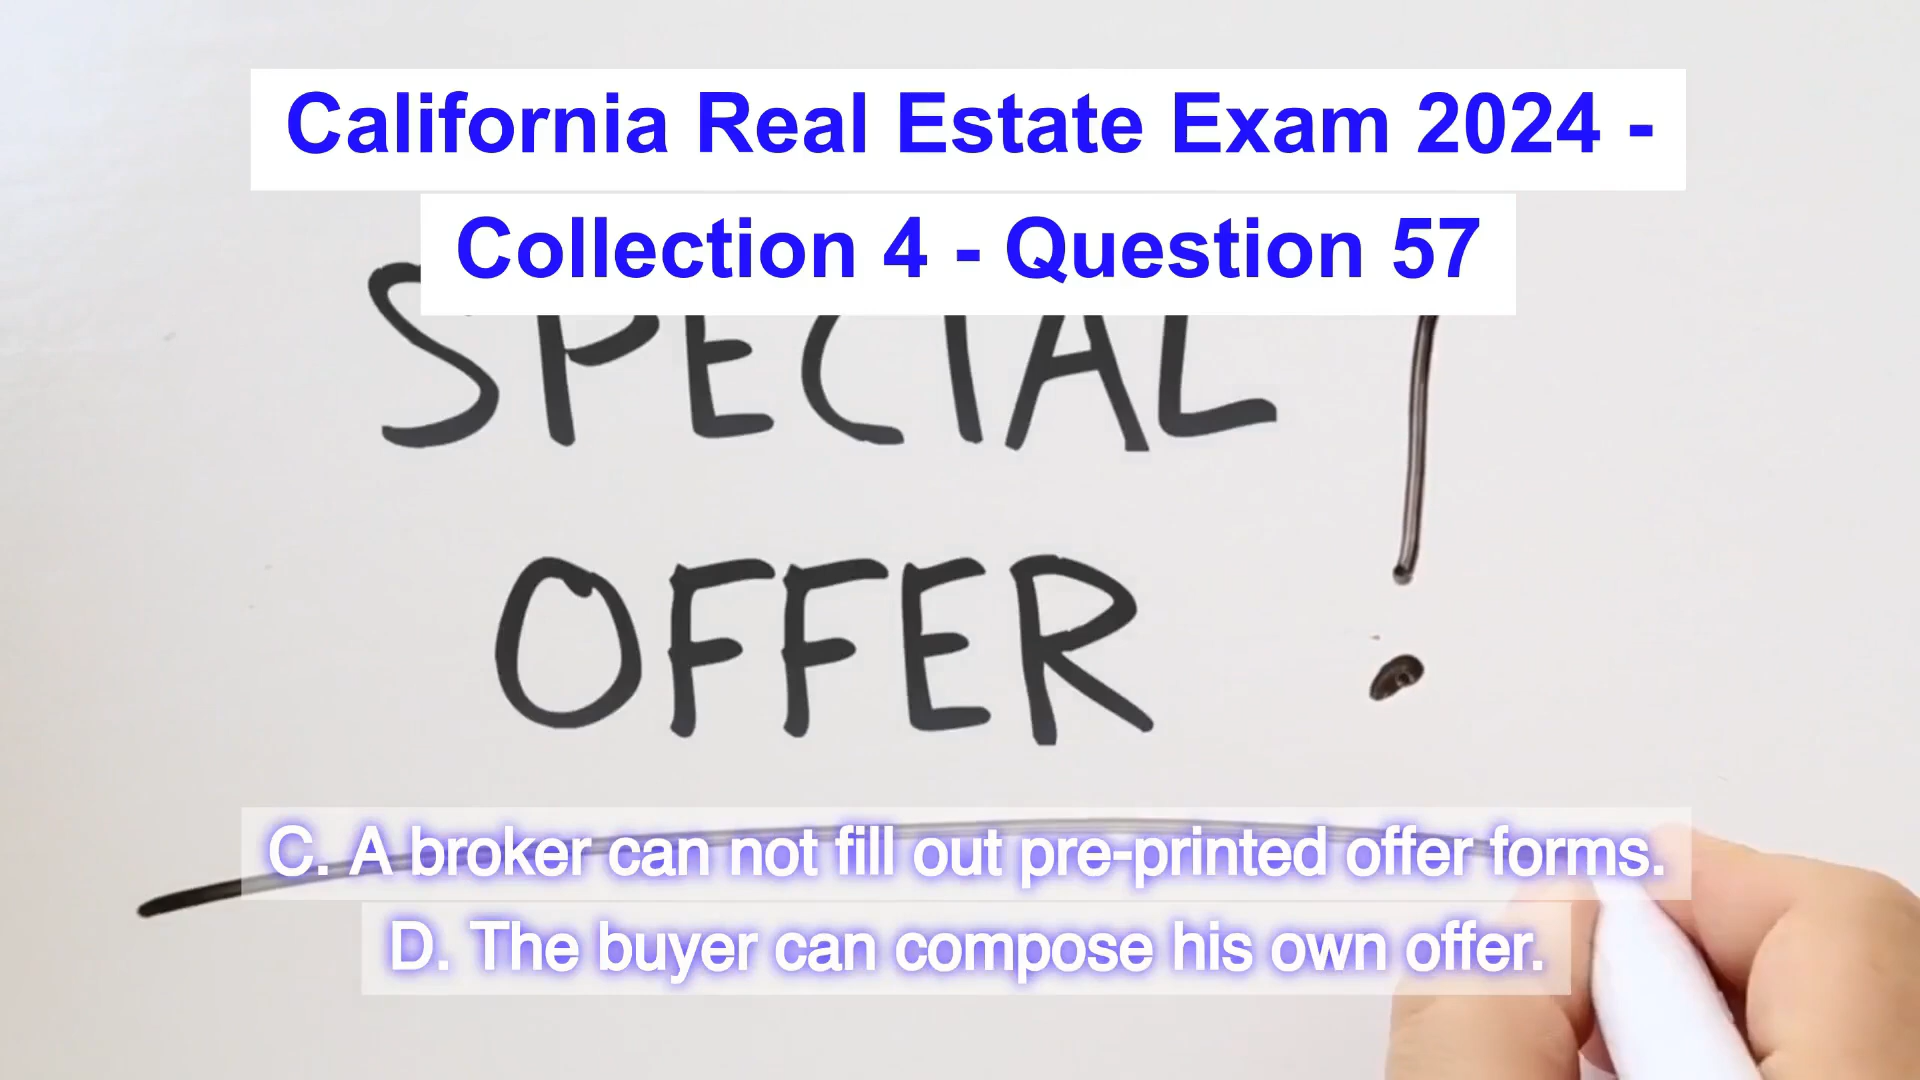 California Real Estate Exam 2024 -
Collection 4 - Question 57
SPECIAL
OFFER !
C. A broker can not fill out pre-printed offer forms.
D. The buyer can compose his own offer.